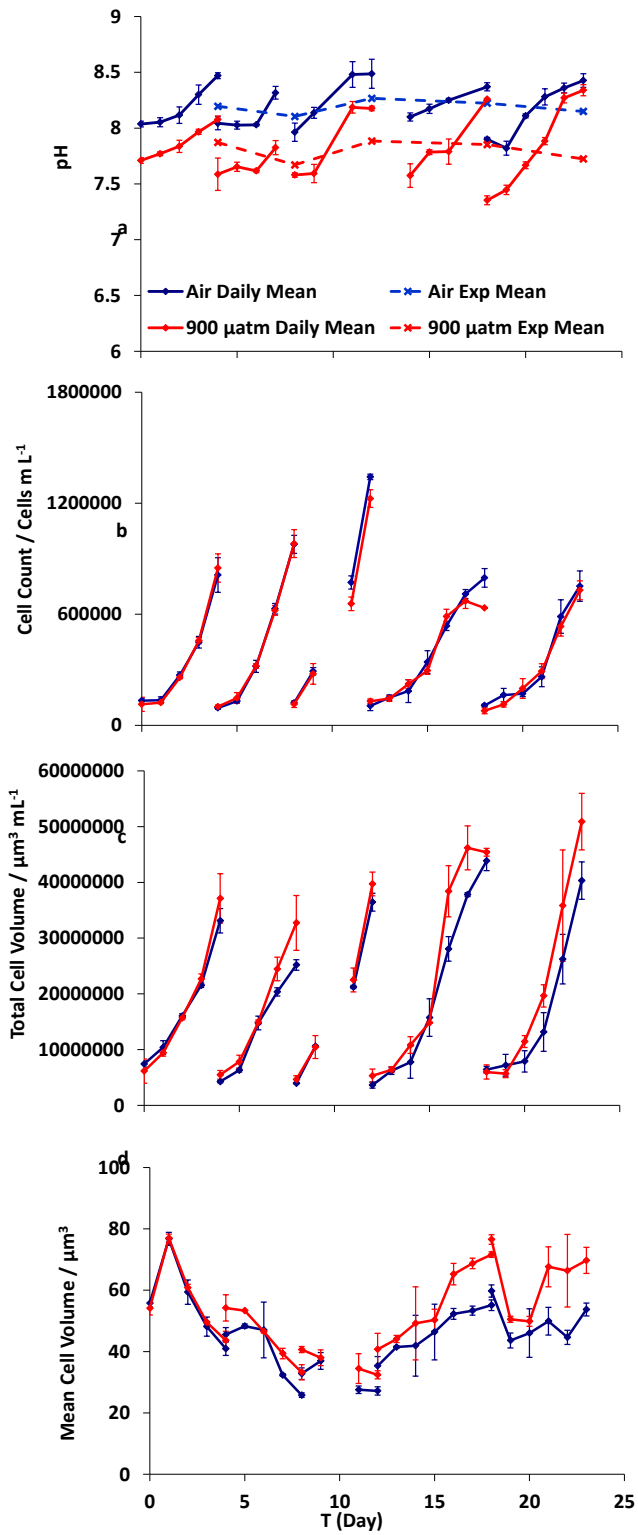 9
8.5
8
7.5
7
6.5
6
pH
a
Air Daily Mean
Air Exp Mean
900 µatm Daily Mean
900 µatm Exp Mean
1800000
1200000
600000
0
Cell Count / Cells m L-1
b
60000000
50000000
40000000
30000000
20000000
10000000
0
Total Cell Volume / µm3 mL-1
c
100
80
60
40
20
0
Mean Cell Volume / µm3
d
0 5 10 15 20 25
T (Day)